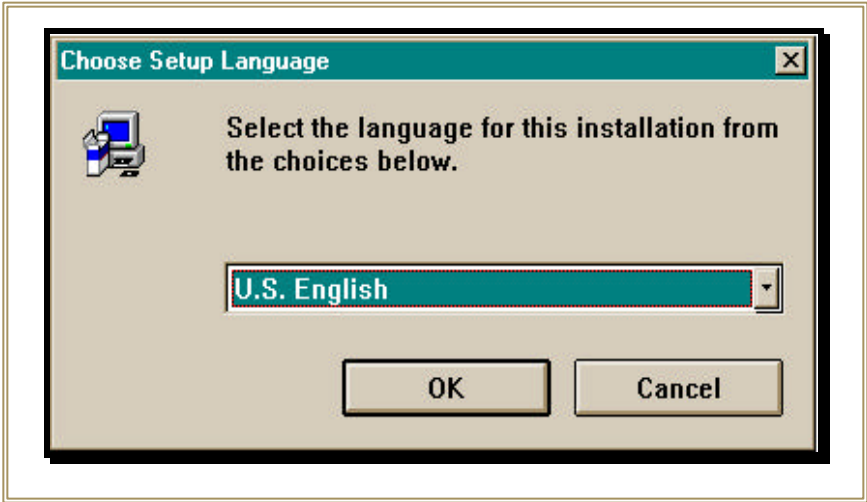 Choose Setup Language
Select the language for this installation from
the choices below.
U.S. English
OK
Cancel